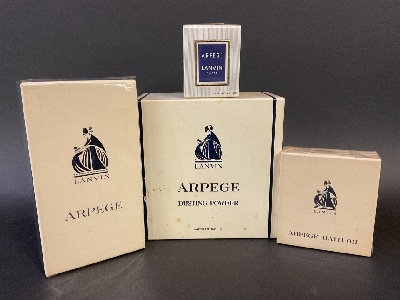 ARPEGE
LANVIN
LANVIN
ARPEGE
LANVIN
ARPEGE
DUSTING POWDER
LANVIN
ARPEGE BATH OIL